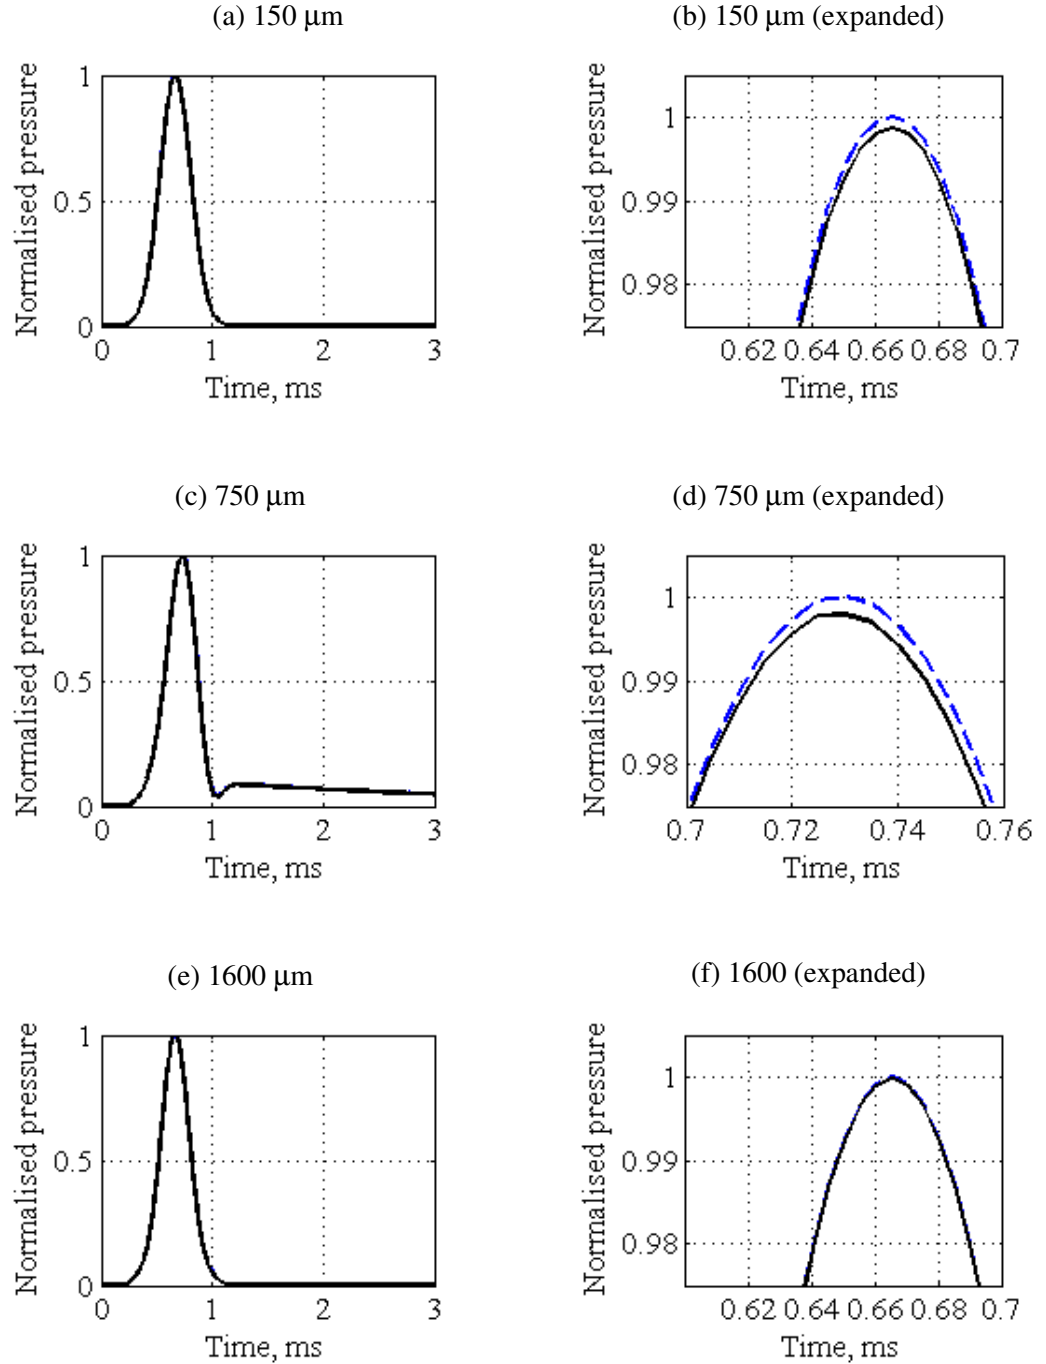 (a) 150 µm
(b) 150 µm (expanded)
Normalised pressure
1
0.5
0
0 1 2 3
Time, ms
Normalised pressure
1
0.99
0.98
0.62 0.64 0.66 0.68 0.7
Time, ms
(c) 750 µm
(d) 750 µm (expanded)
Normalised pressure
1
0.5
0
0 1 2 3
Time, ms
Normalised pressure
1
0.99
0.98
0.7 0.72 0.74 0.76
Time, ms
(e) 1600 µm
(f) 1600 (expanded)
Normalised pressure
1
0.5
0
0 1 2 3
Time, ms
Normalised pressure
1
0.99
0.98
0.62 0.64 0.66 0.68 0.7
Time, ms